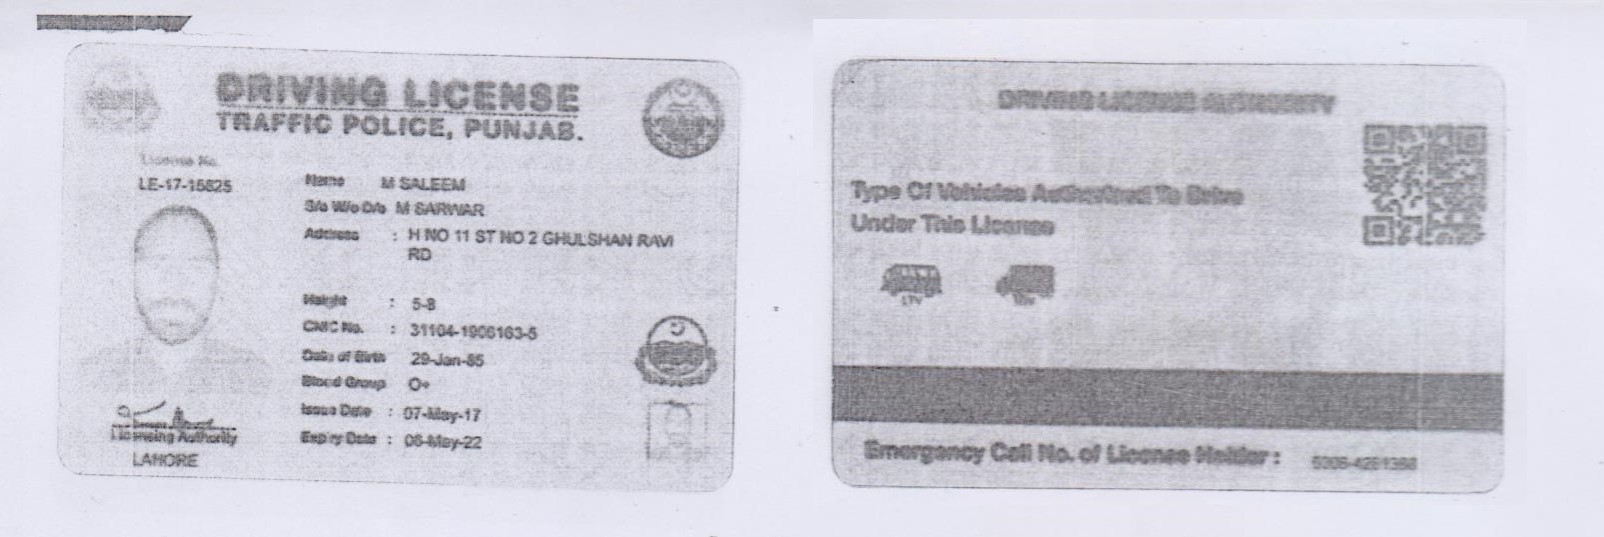 DRIVING LICENSE
TRAFFIC POLICE, PUNJAB.
License No.
LE-17-15825
Name M SALEEM
S/o W/o D/o M SARWAR
Address : H NO 11 ST NO 2 GHULSHAN RAVI
RD
Height : 5-8
CNIC No. : 31104-1906163-5
Date of Birth 29-Jan-85
Blood Group O+
Issue Date : 07-May-17
Expiry Date : 06-May-22
Licensing Authority
LAHORE
DRIVING LICENSE AUTHORITY
Type Of Vehicles Authorized To Drive
Under This License
LTV
Emergency Call No. of License Holder :